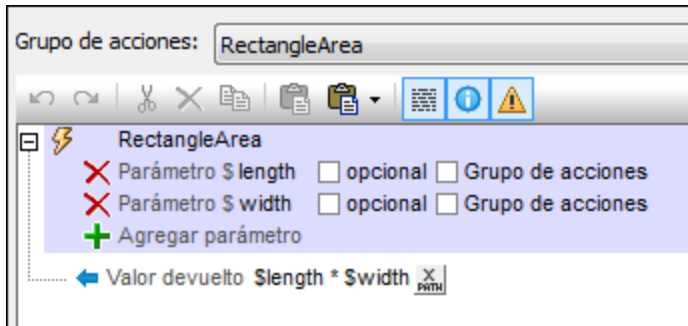 Grupo de acciones: RectangleArea
RectangleArea
Parámetro $ length opcional Grupo de acciones
Parámetro $ width opcional Grupo de acciones
Agregar parámetro
Valor devuelto $length * $width X PATH